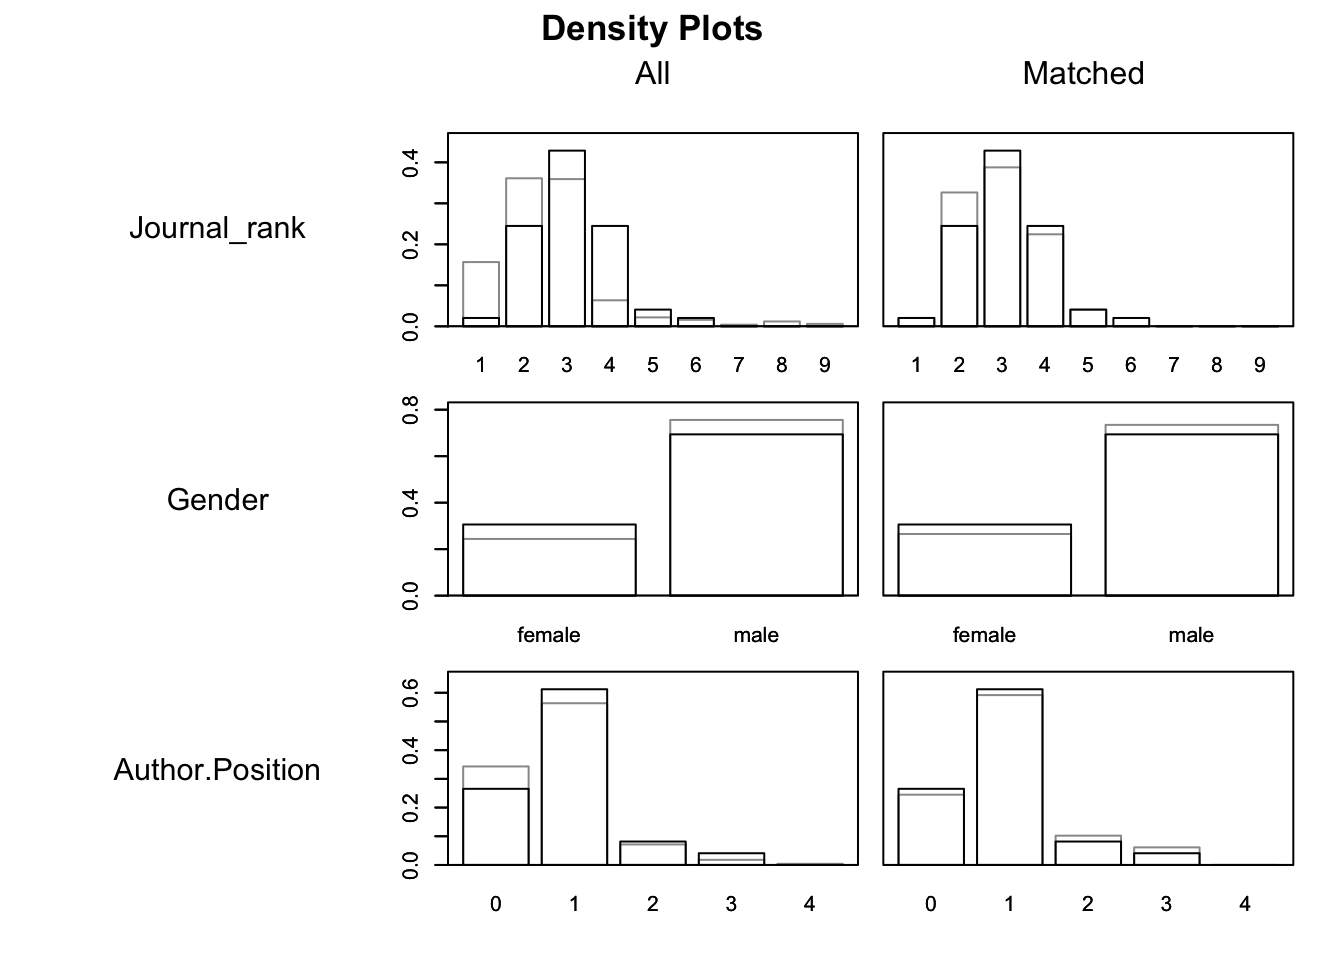 Density Plots
All Matched
Journal_rank
0.0 0.2 0.4
1 2 3 4 5 6 7 8 9 1 2 3 4 5 6 7 8 9
Gender
0.0 0.4 0.8
female male female male
Author.Position
0.0 0.2 0.4 0.6
0 1 2 3 4 0 1 2 3 4